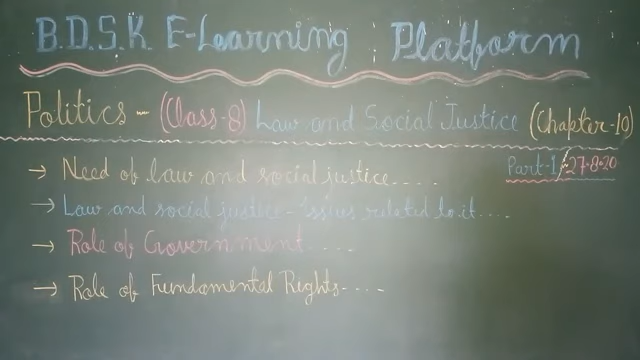 B.D.S.K. E-Learning Platform
Politics - (Class-8) Law and Social Justice (Chapter-10)
Part-1/27-8-20
→ Need of law and social justice.....
→ Law and social justice - Issues related to it....
→ Role of Government.....
→ Role of Fundamental Rights....